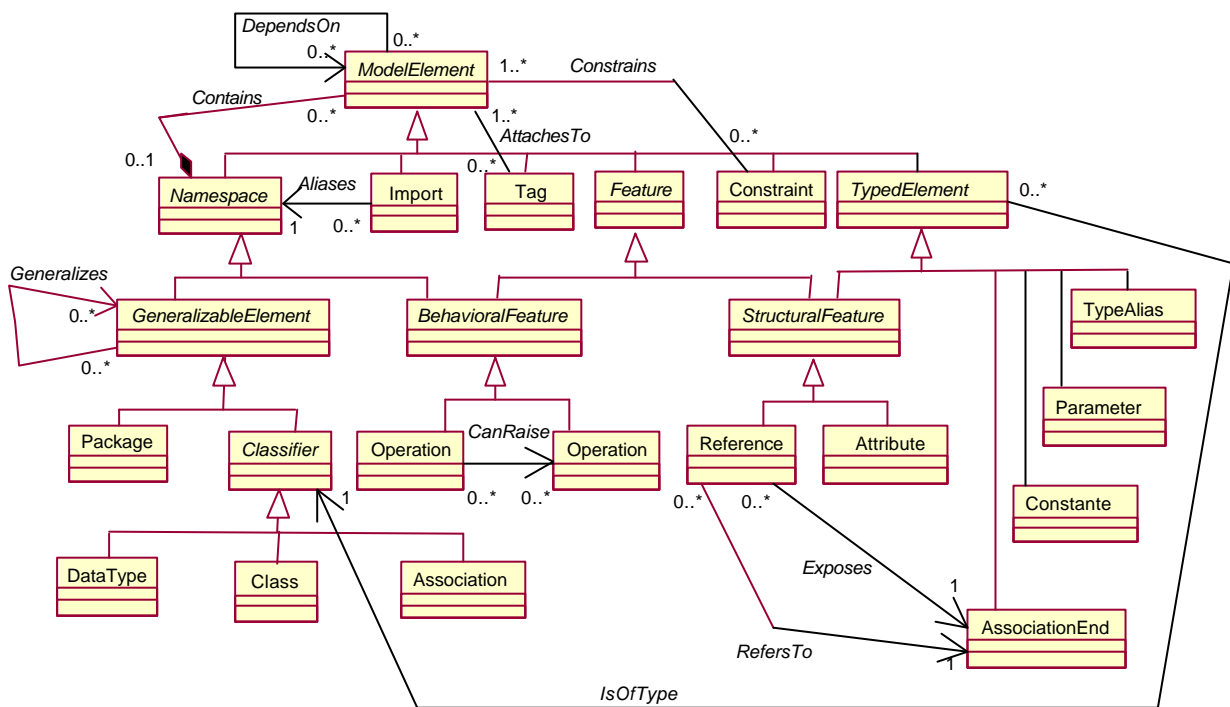 DependsOn
0..*
0..*
ModelElement
1..*
Constrains
Contains
0..*
1..*
AttachesTo
0..*
0..1
0..*
Namespace
Aliases
Import
Tag
Feature
Constraint
TypedElement
0..*
1
0..*
Generalizes
0..*
GeneralizableElement
BehavioralFeature
StructuralFeature
TypeAlias
0..*
Package
Classifier
Operation
CanRaise
Operation
Reference
Attribute
Parameter
1
0..*
0..*
0..*
0..*
Constante
DataType
Class
Association
Exposes
1
AssociationEnd
RefersTo
1
IsOfType